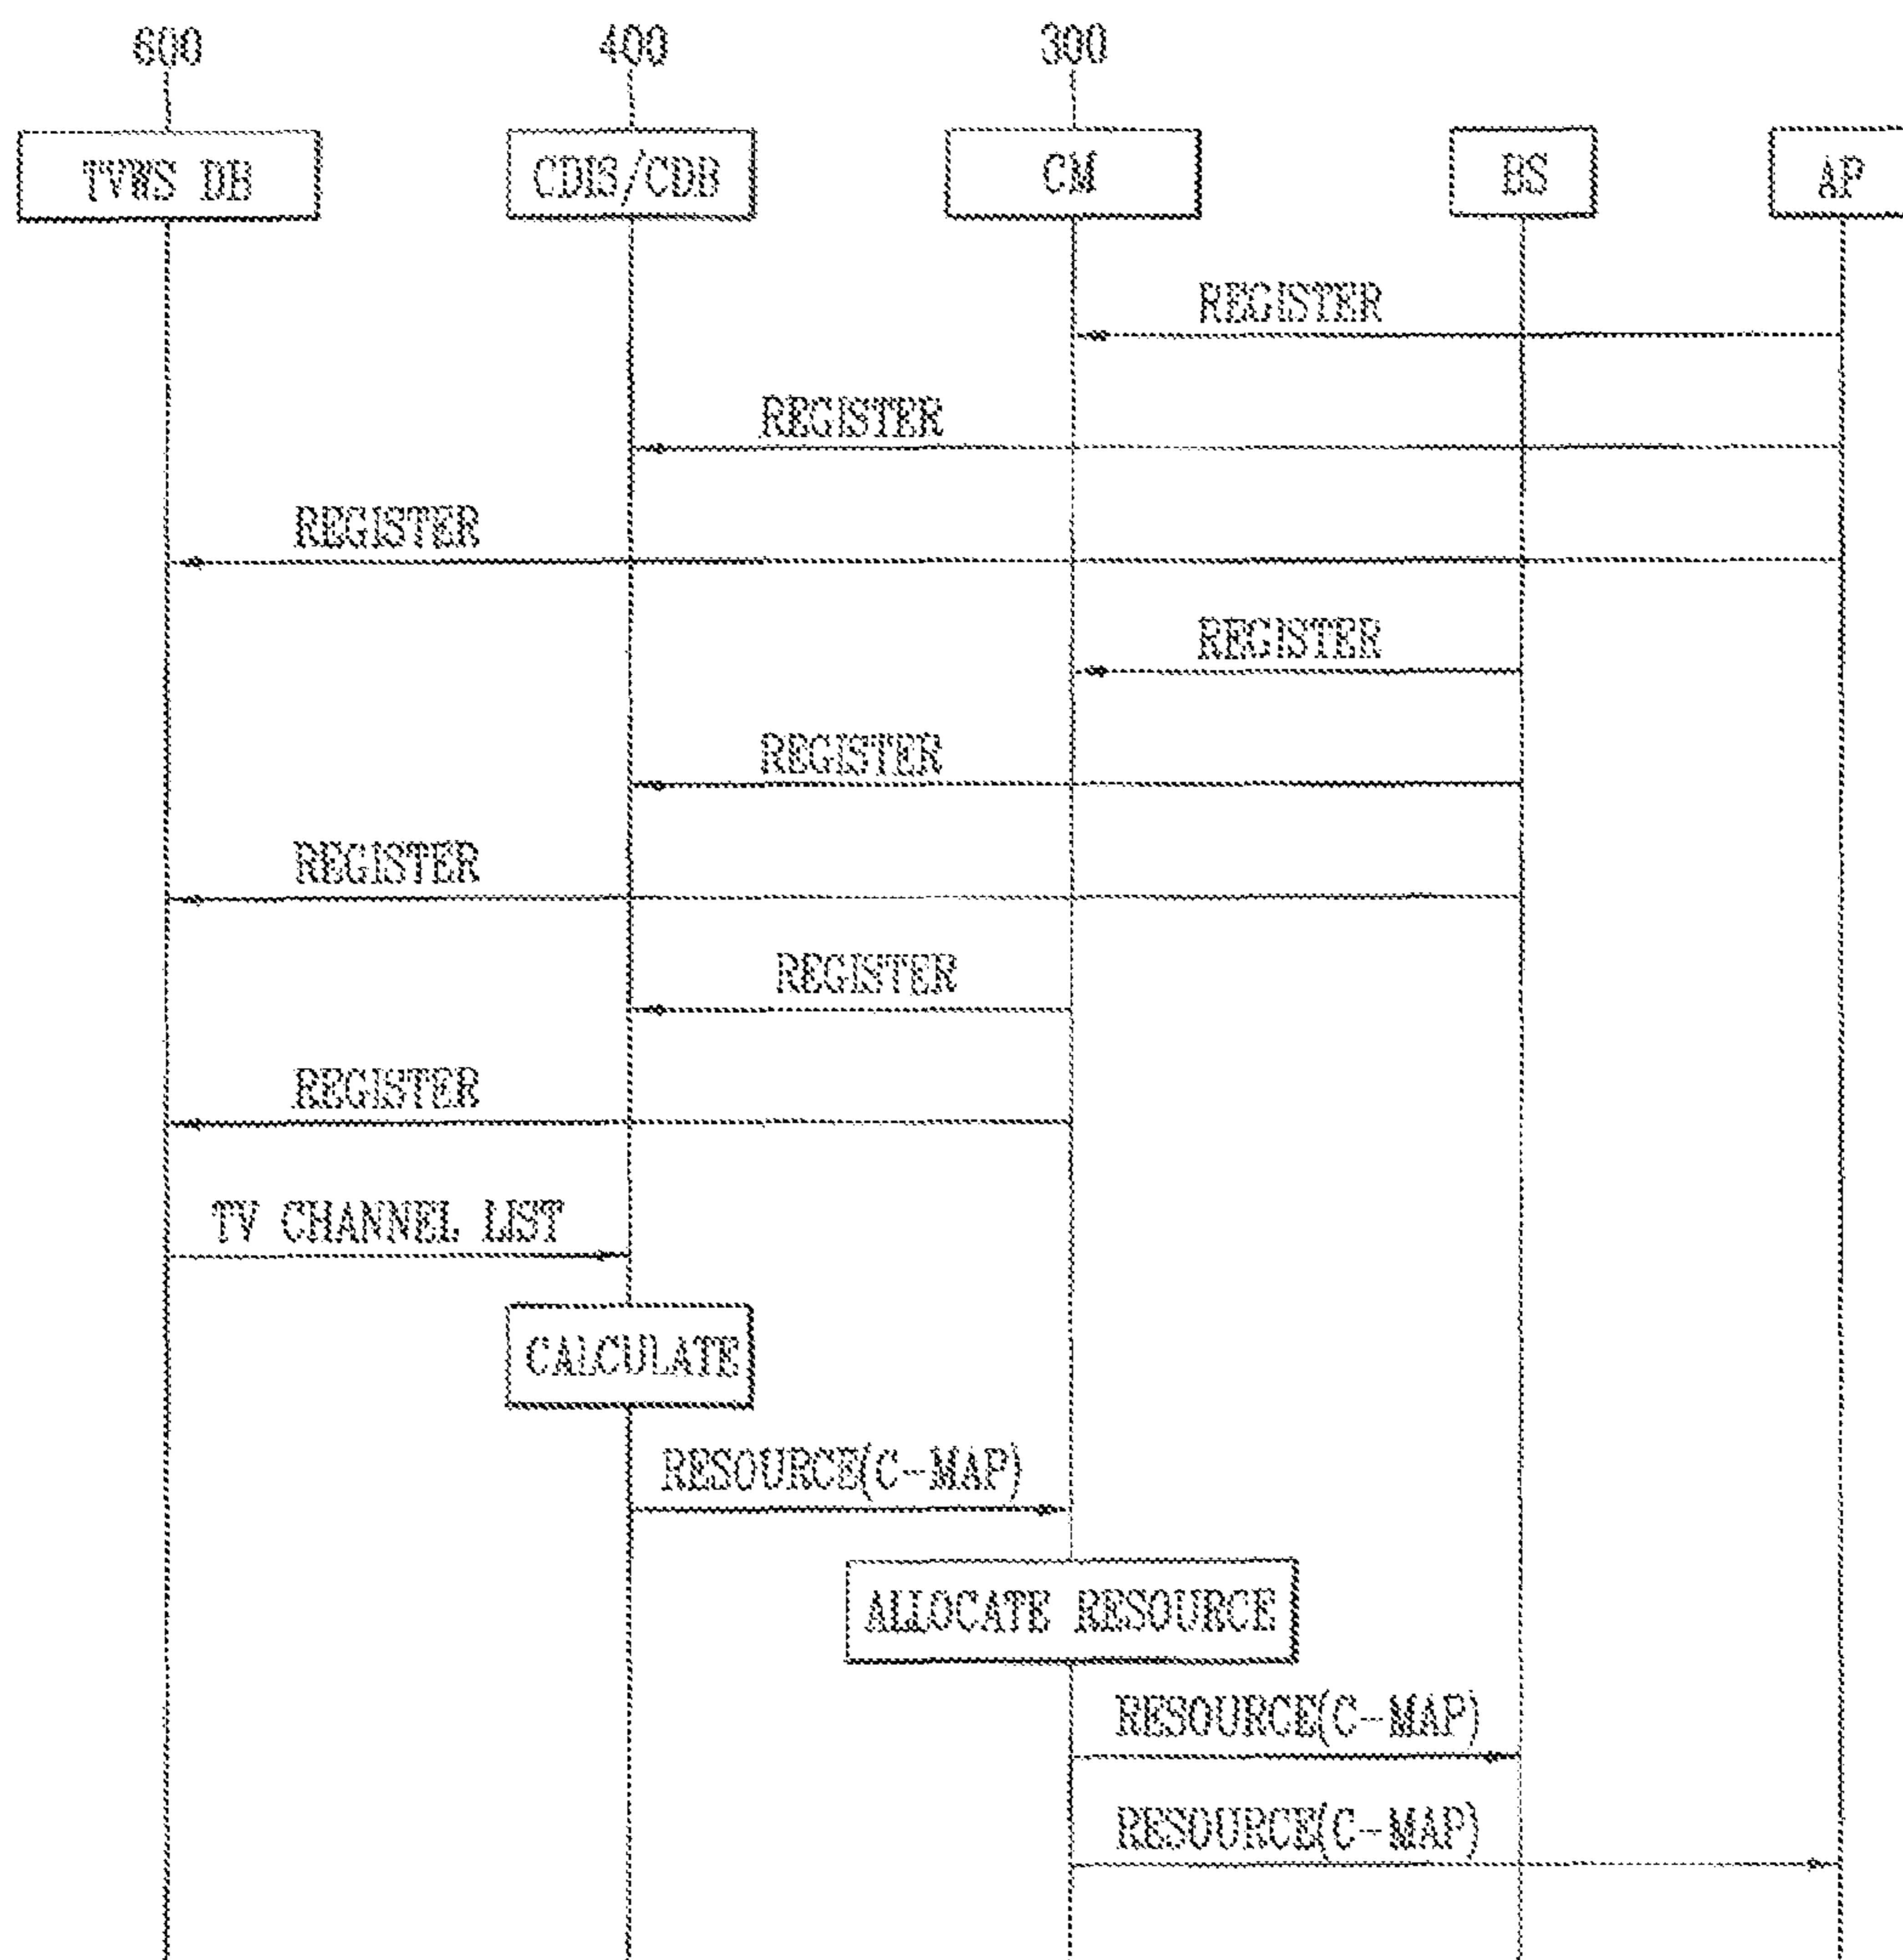 600 400 300
TVWS DB CDIS/CDB CM BS AP
REGISTER
REGISTER
REGISTER
REGISTER
REGISTER
REGISTER
REGISTER
REGISTER
TV CHANNEL LIST
CALCULATE
RESOURCE(C-MAP)
ALLOCATE RESOURCE
RESOURCE(C-MAP)
RESOURCE(C-MAP)